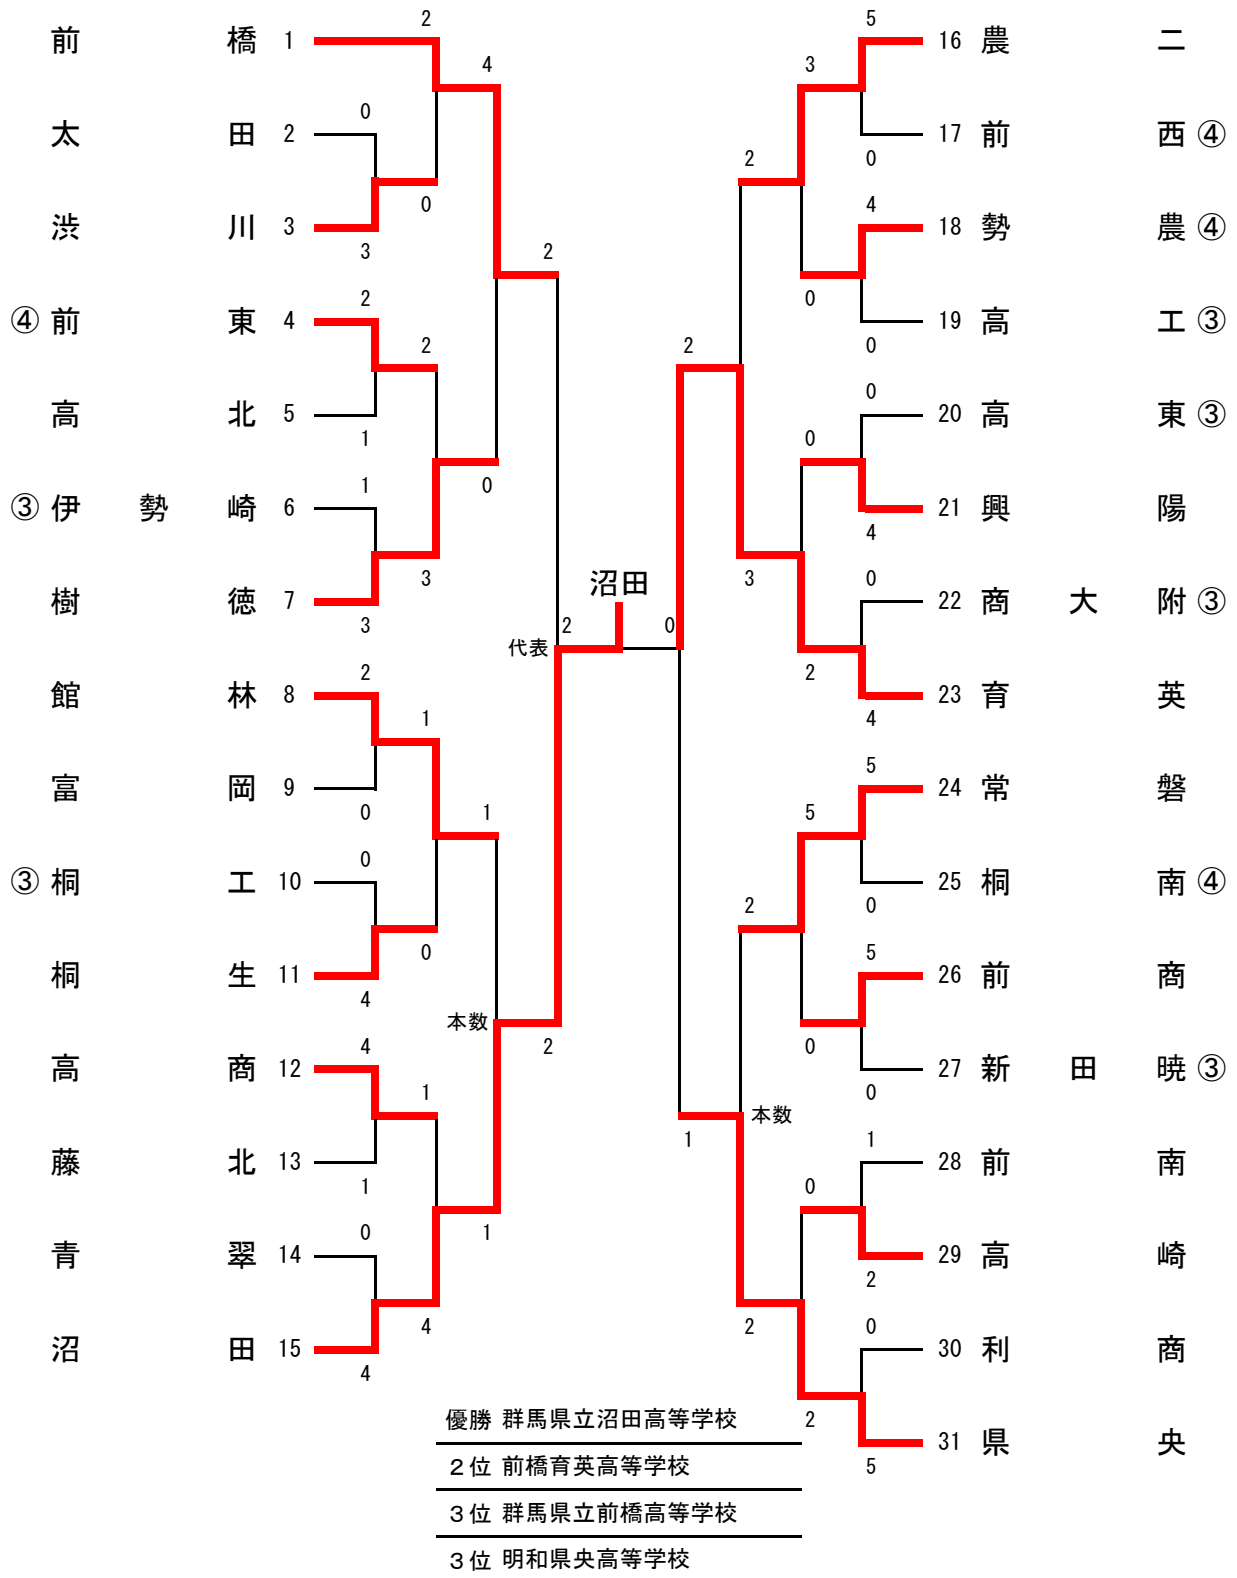 2
前橋 1
4
0
太田 2
渋川 3
0
3
2
2
④ 前東 4
2
高北 5
1
0
1
③ 伊勢崎 6
3
樹徳 7
3
館林 8
2
1
富岡 9
0
1
0
③ 桐工 10
0
桐生 11
4
本数
2
高商 12
4
1
藤北 13
1
1
0
青翠 14
4
沼田 15
4
沼田
代表
2
0
5
16 農二
3
17 前西 ④
0
2
4
18 勢農 ④
0
19 高工 ③
0
2
0
20 高東 ③
0
21 興陽
4
3
0
22 商大附 ③
2
23 育英
4
5
24 常磐
5
25 桐南 ④
0
2
5
26 前商
0
27 新田暁 ③
0
本数
1
1
28 前南
0
29 高崎
2
2
0
30 利商
2
31 県央
5
優勝 群馬県立沼田高等学校
２位 前橋育英高等学校
３位 群馬県立前橋高等学校
３位 明和県央高等学校